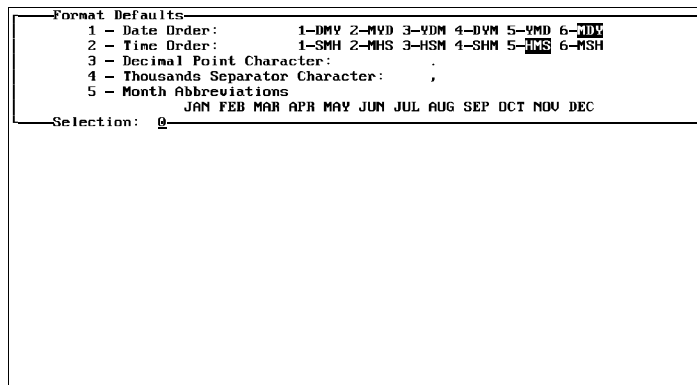 Format Defaults
1 - Date Order: 1-DMY 2-MYD 3-YDM 4-DYM 5-YMD 6-MDY
2 - Time Order: 1-SMH 2-MHS 3-HSM 4-SHM 5-HMS 6-MSH
3 - Decimal Point Character: .
4 - Thousands Separator Character: ,
5 - Month Abbreviations
JAN FEB MAR APR MAY JUN JUL AUG SEP OCT NOV DEC
Selection: 0